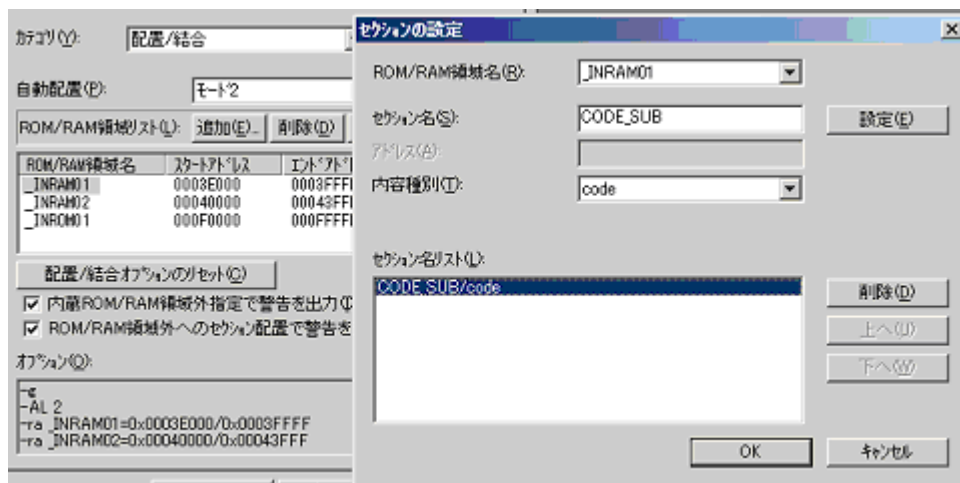 カテゴリ(Y):
配置/結合
自動配置(P):
モード2
ROM/RAM領域リスト(L):
追加(E)...
削除(D)
ROM/RAM領域名 スタートアドレス エンドアド
_INRAM01 0003E000 0003FFF
_INRAM02 00040000 00043FF
_INROM01 000F0000 000FFFF
配置/結合オプションのリセット(C)
内蔵ROM/RAM領域外指定で警告を出力(
ROM/RAM領域外へのセクション配置で警告を
オプション(O):
-g
-AL 2
-ra _INRAM01=0x0003E000/0x0003FFFF
-ra _INRAM02=0x00040000/0x00043FFF
セクションの設定
ROM/RAM領域名(R):
_INRAM01
セクション名(S):
CODE_SUB
設定(E)
アドレス(A):
内容種別(T):
code
セクション名リスト(L):
CODE_SUB/code
削除(D)
上へ(U)
下へ(W)
OK
キャンセル